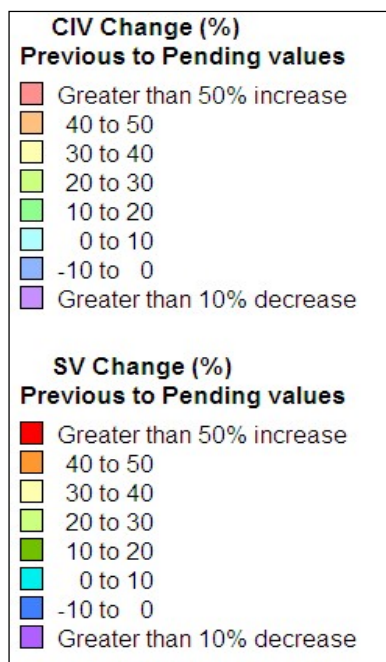 CIV Change (%)
Previous to Pending values
Greater than 50% increase
40 to 50
30 to 40
20 to 30
10 to 20
0 to 10
-10 to 0
Greater than 10% decrease
SV Change (%)
Previous to Pending values
Greater than 50% increase
40 to 50
30 to 40
20 to 30
10 to 20
0 to 10
-10 to 0
Greater than 10% decrease